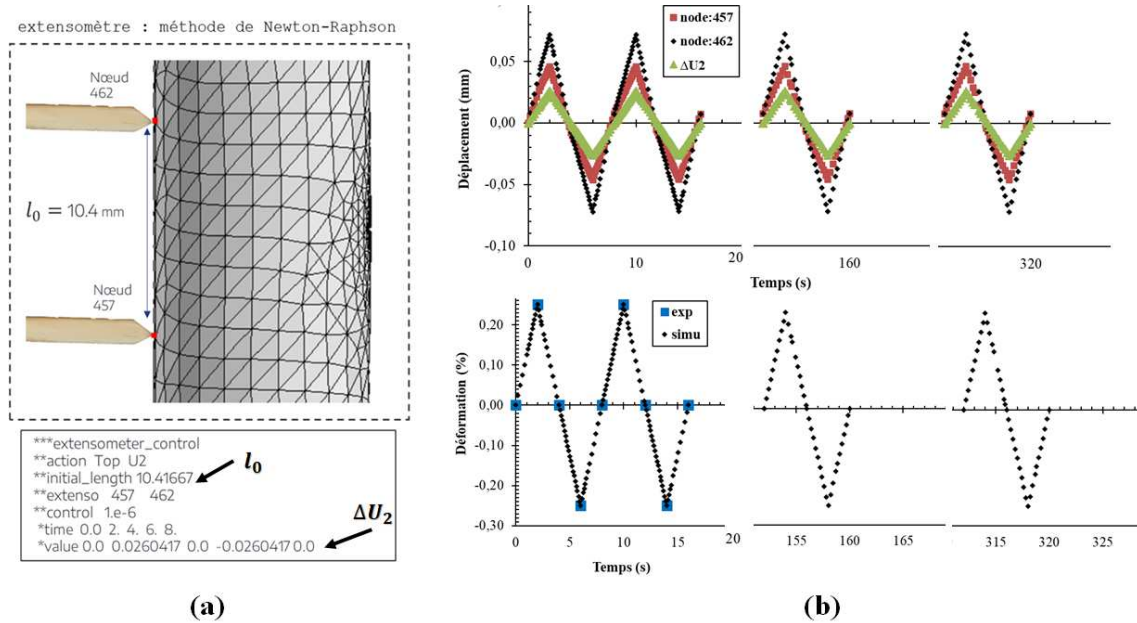 extensomètre : méthode de Newton-Raphson
Nœud
462
l₀ = 10.4 mm
Nœud
457
***extensometer_control
**action Top U2
**initial_length 10.41667
l₀
**extenso 457 462
**control 1.e-6
*time 0.0 2. 4. 6. 8.
*value 0.0 0.0260417 0.0 -0.0260417 0.0
ΔU₂
(a)
node:457
node:462
ΔU2
Déplacement (mm)
0,05
0,00
-0,05
-0,10
0 10 20 160 320
Temps (s)
exp
simu
Déformation (%)
0,20
0,10
0,00
-0,10
-0,20
-0,30
0 5 10 15 20 155 160 165 315 320 325
Temps (s)
(b)